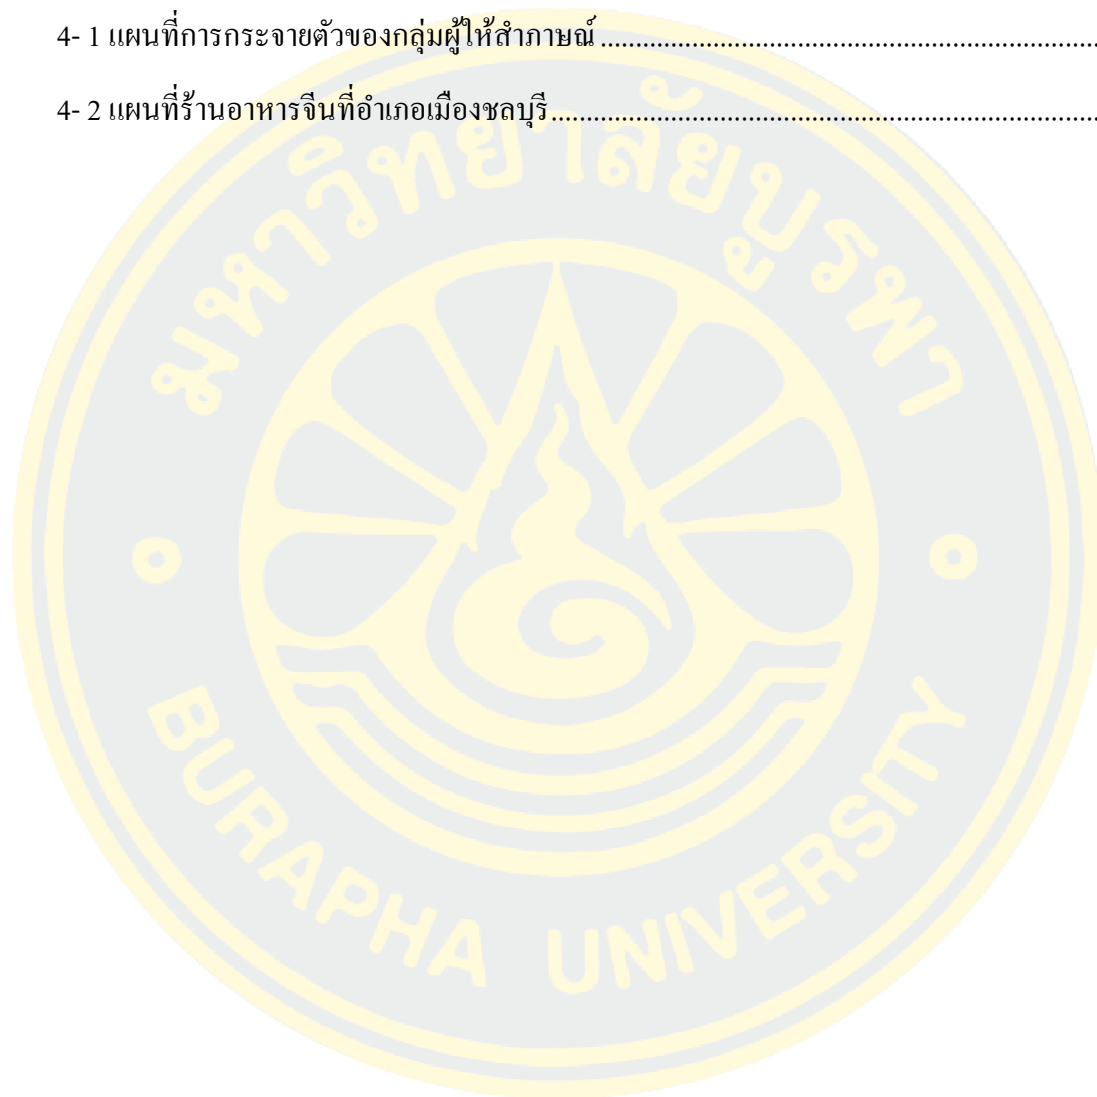 4- 1 แผนที่การกระจายตัวของกลุ่มผู้ให้สำภาษณ์
4- 2 แผนที่ร้านอาหารจีนที่อำเภอเมืองชลบุรี
มหาวิทยาลัยบูรพา
BURAPHA UNIVERSITY